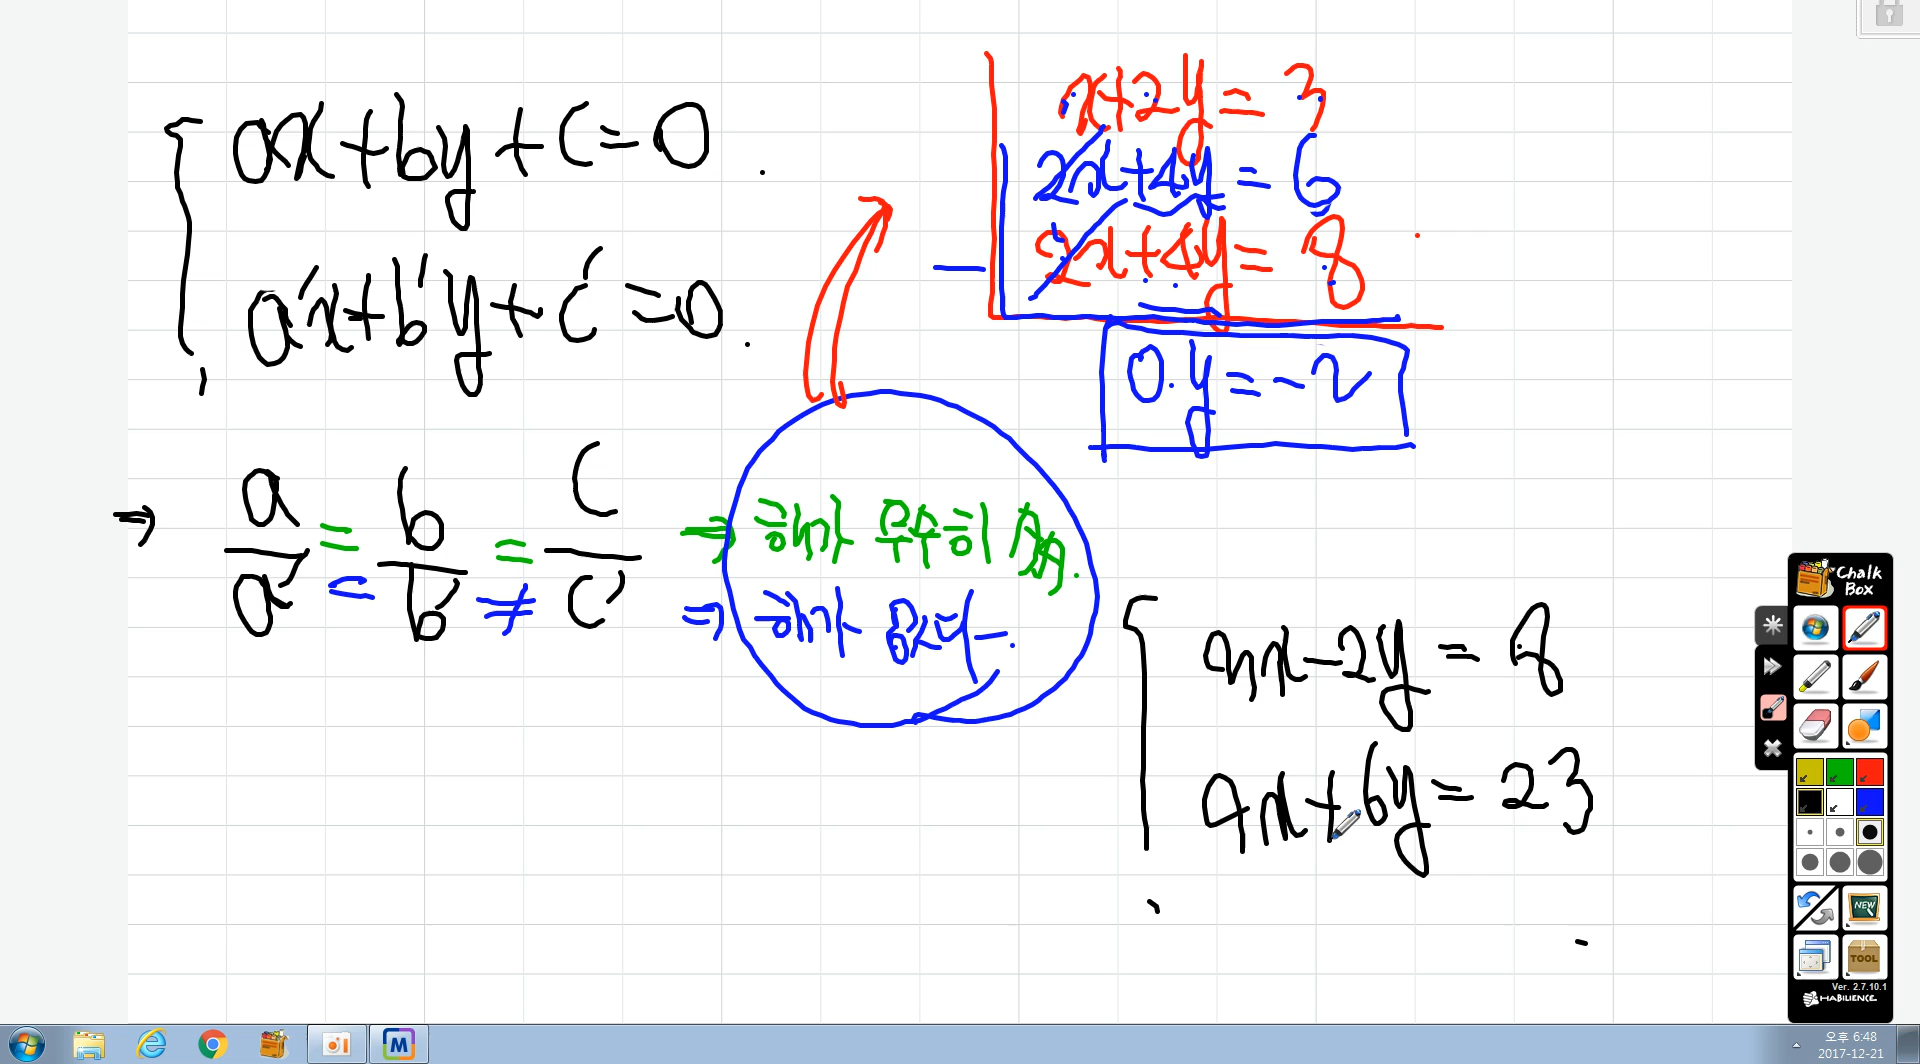 ax+by+c=0
a'x+b'y+c'=0
x+2y=3
2x+4y=6
2x+4y=8
0.y=-2
⇒ a/a' = b/b' = c/c' ⇒ 해가 무수히 많.
= ≠ ⇒ 해가 없다.
4x-2y=8
4x+6y=23
Chalk
Box
NEW
TOOL
Ver. 2.7.10.1
HABILIENCE
M
오후 6:48
2017-12-21